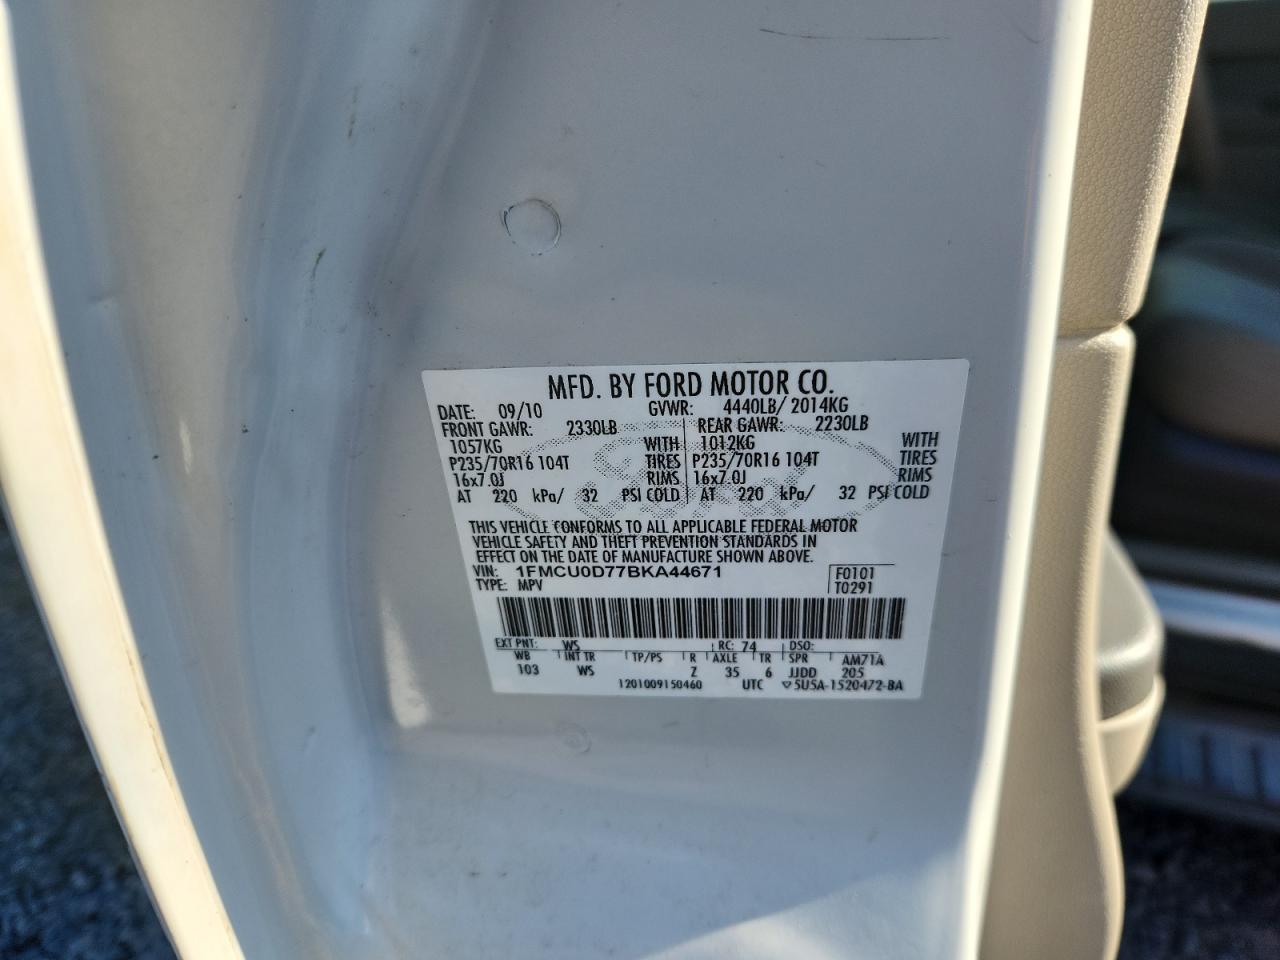 MFD. BY FORD MOTOR CO.
DATE: 09/10 GVWR: 4440LB/ 2014KG
FRONT GAWR: 2330LB REAR GAWR: 2230LB
1057KG WITH 1012KG WITH
P235/70R16 104T TIRES P235/70R16 104T TIRES
16x7.0J RIMS 16x7.0J RIMS
AT 220 kPa/ 32 PSI COLD AT 220 kPa/ 32 PSI COLD
Ford
THIS VEHICLE CONFORMS TO ALL APPLICABLE FEDERAL MOTOR
VEHICLE SAFETY AND THEFT PREVENTION STANDARDS IN
EFFECT ON THE DATE OF MANUFACTURE SHOWN ABOVE.
VIN: 1FMCU0D77BKA44671 F0101
TYPE: MPV T0291
EXT PNT: WS RC: 74 DSO:
WB INT TR TP/PS R AXLE TR SPR AM71A
103 WS Z 35 6 JJDD 205
1201009150460 UTC ▽5U5A-1520472-BA